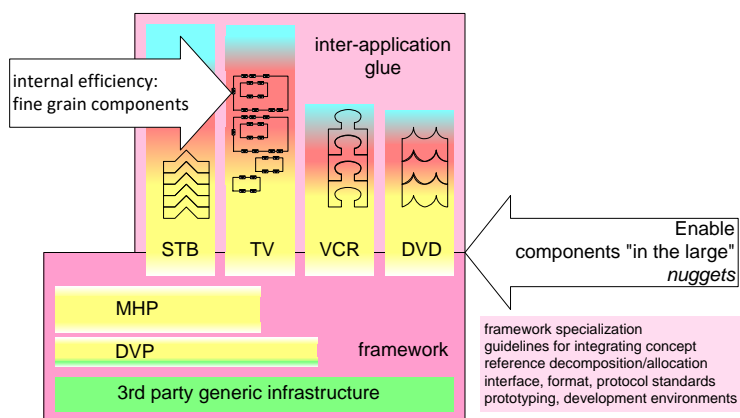 inter-application
glue
internal efficiency:
fine grain components
STB
TV
VCR
DVD
Enable
components "in the large"
nuggets
MHP
DVP
framework
3rd party generic infrastructure
framework specialization
guidelines for integrating concept
reference decomposition/allocation
interface, format, protocol standards
prototyping, development environments